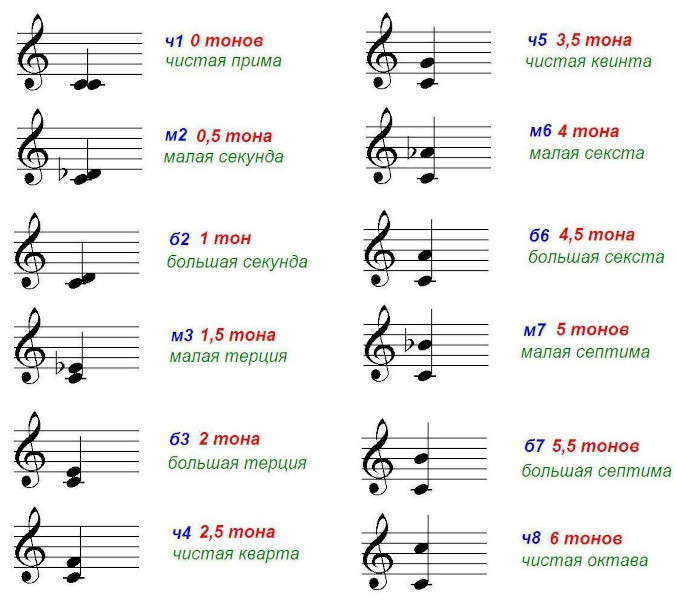 ч1 0 тонов
чистая прима
м2 0,5 тона
малая секунда
б2 1 тон
большая секунда
м3 1,5 тона
малая терция
б3 2 тона
большая терция
ч4 2,5 тона
чистая кварта
ч5 3,5 тона
чистая квинта
м6 4 тона
малая секста
б6 4,5 тона
большая секста
м7 5 тонов
малая септима
б7 5,5 тонов
большая септима
ч8 6 тонов
чистая октава